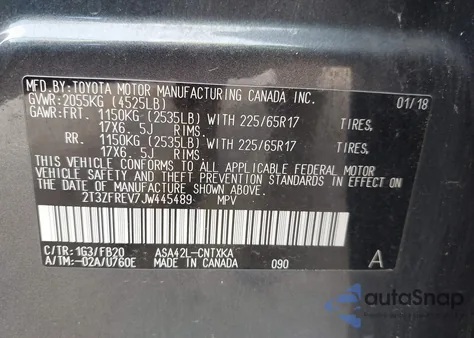 MFD.BY:TOYOTA MOTOR MANUFACTURING CANADA INC.
GVWR:2055KG (4525LB) 01/18
GAWR:FRT. 1150KG (2535LB) WITH 225/65R17 TIRES,
17X6. 5J RIMS.
RR. 1150KG (2535LB) WITH 225/65R17 TIRES,
17X6. 5J RIMS.
THIS VEHICLE CONFORMS TO ALL APPLICABLE FEDERAL MOTOR
VEHICLE SAFETY AND THEFT PREVENTION STANDARDS IN EFFECT
ON THE DATE OF MANUFACTURE SHOWN ABOVE.
2T3ZFREV7JW445489 MPV
C/TR:1G3/FB20 ASA42L-CNTXKA
A/TM:-02A/U760E MADE IN CANADA 090 A
autoSnap
POWERED BY